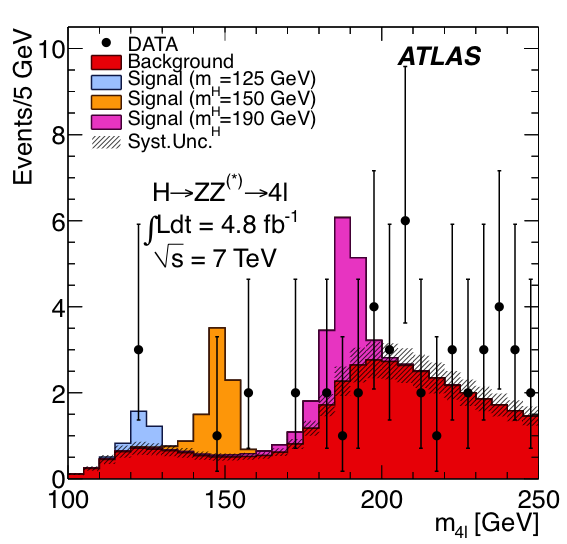 Events/5 GeV
10
8
6
4
2
0
DATA
Background
Signal (m_H=125 GeV)
Signal (m_H=150 GeV)
Signal (m_H=190 GeV)
Syst.Unc.
ATLAS
H→ZZ(*)→4l
∫Ldt = 4.8 fb⁻¹
√s = 7 TeV
100 150 200 250
m4l [GeV]